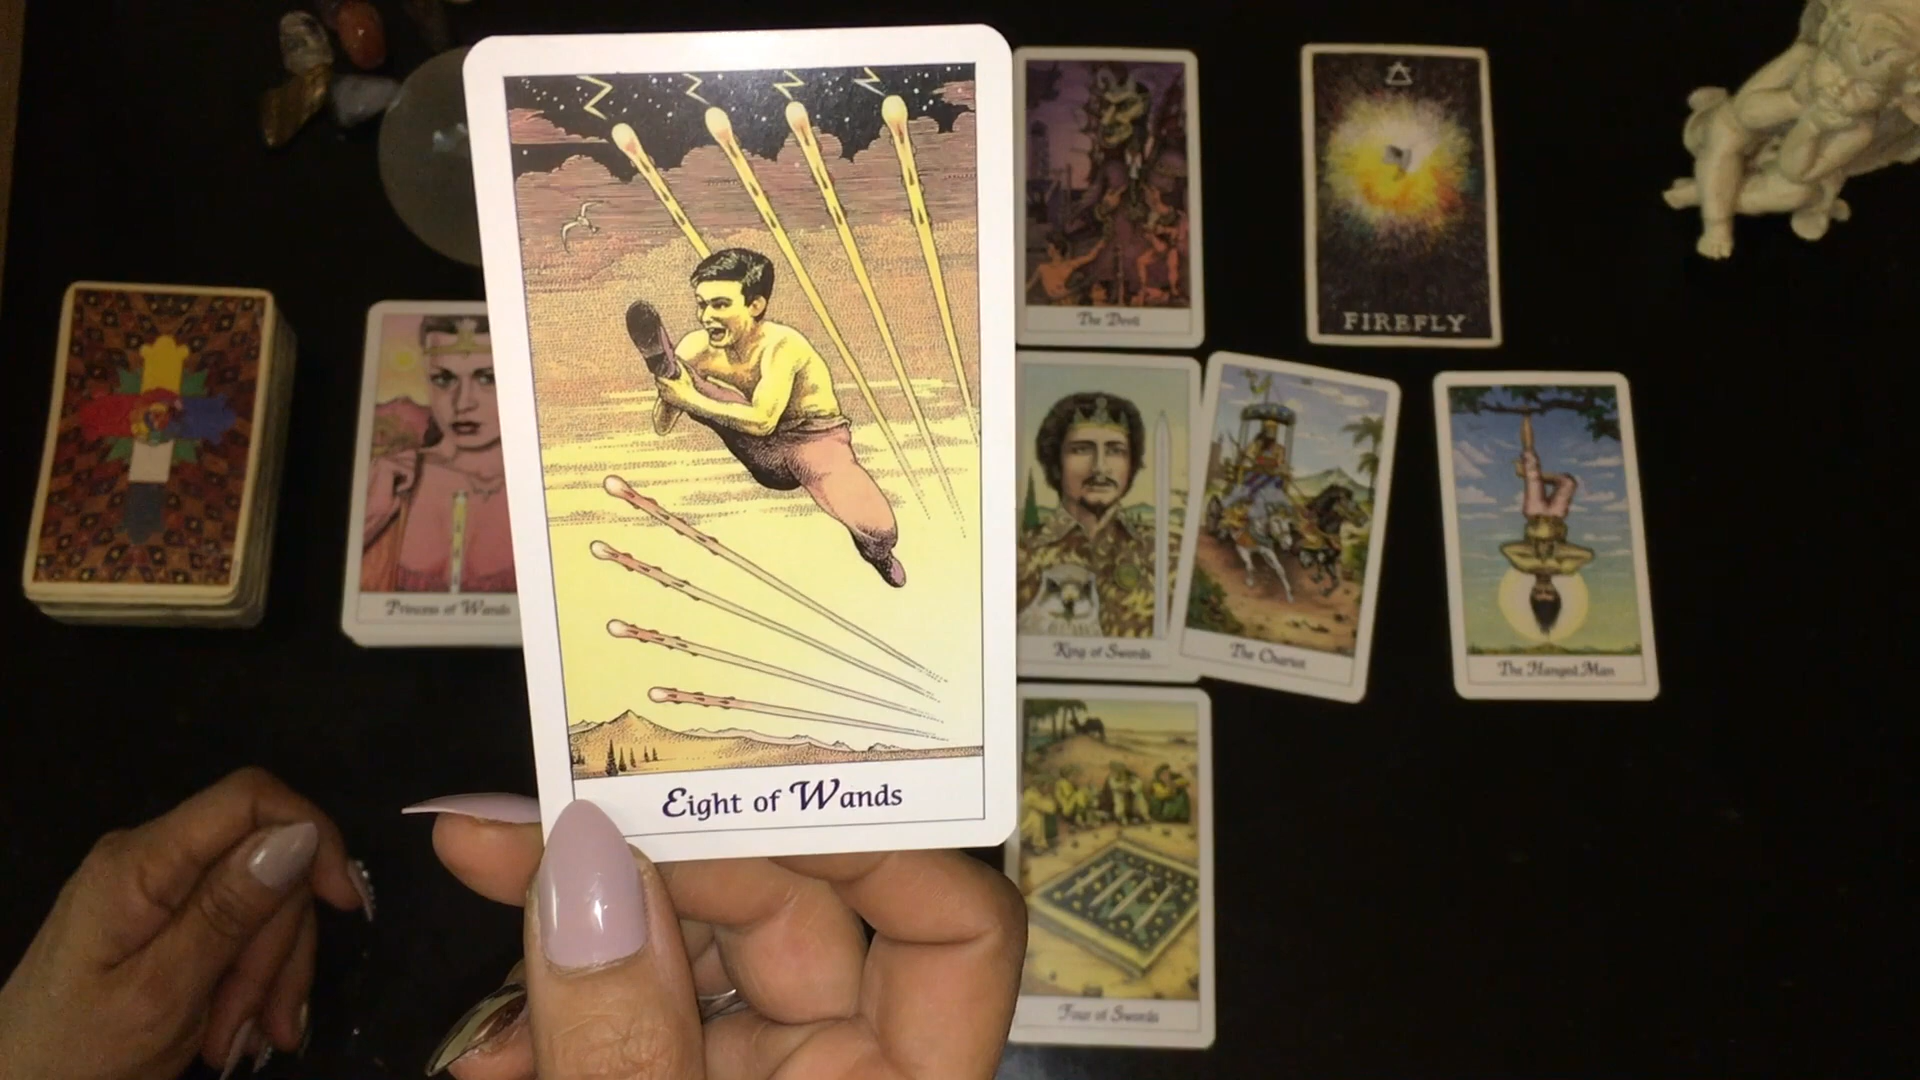 The Devil
FIREFLY
Princess of Wands
King of Swords
The Chariot
The Hanged Man
Eight of Wands
Four of Swords